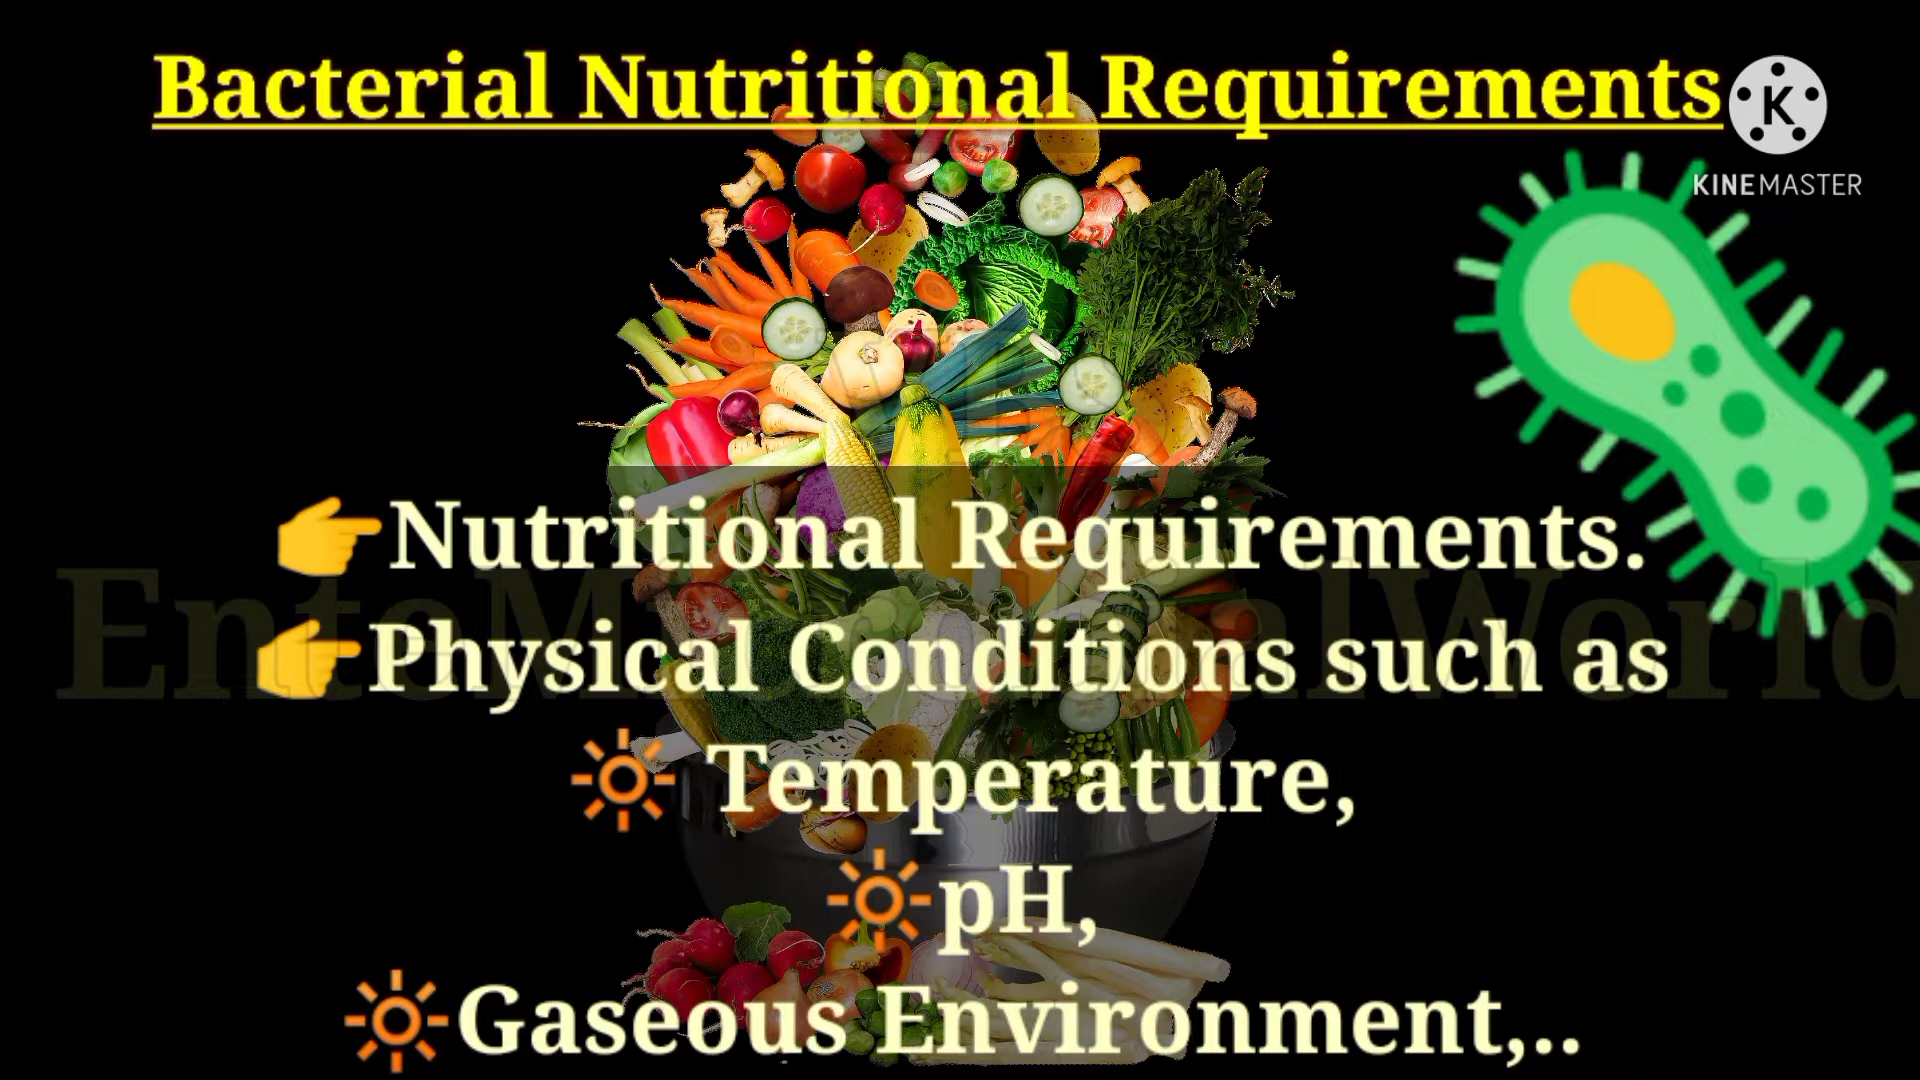 Bacterial Nutritional Requirements
K
KINEMASTER
👉Nutritional Requirements.
👉Physical Conditions such as
🔆 Temperature,
🔆pH,
🔆Gaseous Environment,..